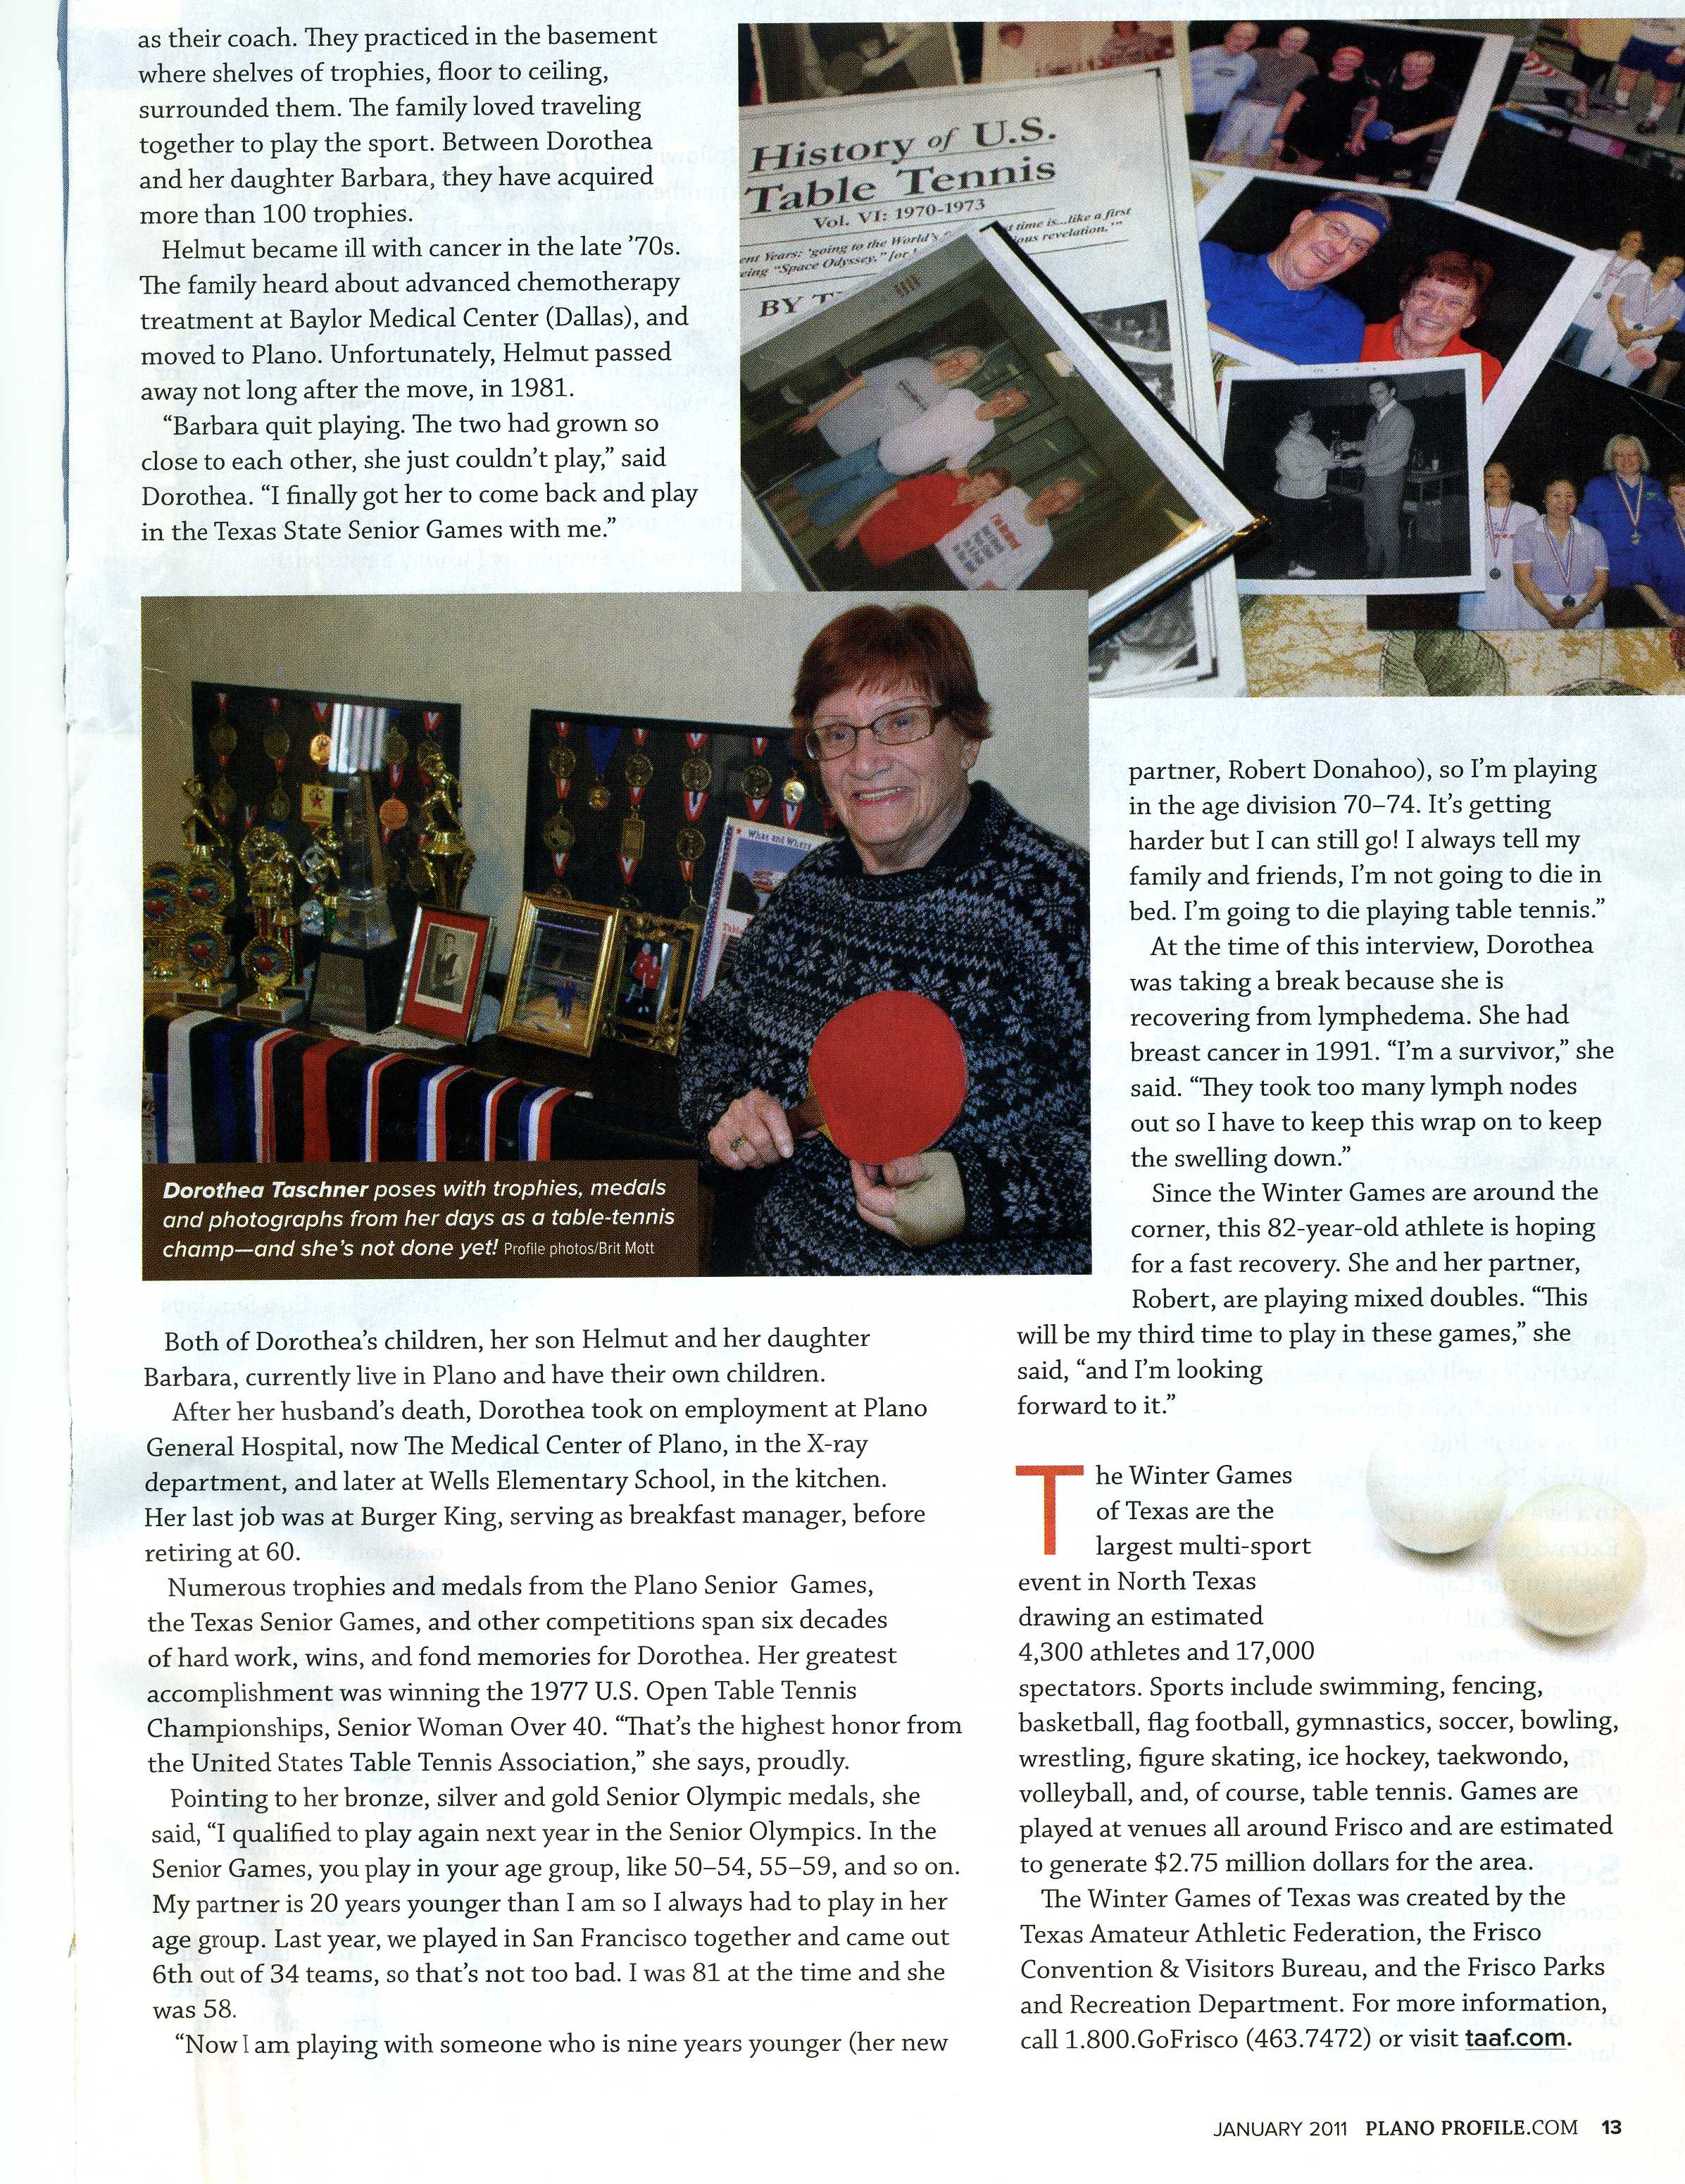 as their coach. They practiced in the basement
where shelves of trophies, floor to ceiling,
surrounded them. The family loved traveling
together to play the sport. Between Dorothea
and her daughter Barbara, they have acquired
more than 100 trophies.
Helmut became ill with cancer in the late ’70s.
The family heard about advanced chemotherapy
treatment at Baylor Medical Center (Dallas), and
moved to Plano. Unfortunately, Helmut passed
away not long after the move, in 1981.
“Barbara quit playing. The two had grown so
close to each other, she just couldn’t play,” said
Dorothea. “I finally got her to come back and play
in the Texas State Senior Games with me.”
History of U.S.
Table Tennis
Vol. VI: 1970-1973
Years: "going to the World's
time is...like a first
"Space Odyssey,"
revelation.'"
BY
What and Where
Dorothea Taschner poses with trophies, medals
and photographs from her days as a table-tennis
champ—and she’s not done yet! Profile photos/Brit Mott
Both of Dorothea’s children, her son Helmut and her daughter
Barbara, currently live in Plano and have their own children.
After her husband’s death, Dorothea took on employment at Plano
General Hospital, now The Medical Center of Plano, in the X-ray
department, and later at Wells Elementary School, in the kitchen.
Her last job was at Burger King, serving as breakfast manager, before
retiring at 60.
Numerous trophies and medals from the Plano Senior Games,
the Texas Senior Games, and other competitions span six decades
of hard work, wins, and fond memories for Dorothea. Her greatest
accomplishment was winning the 1977 U.S. Open Table Tennis
Championships, Senior Woman Over 40. “That’s the highest honor from
the United States Table Tennis Association,” she says, proudly.
Pointing to her bronze, silver and gold Senior Olympic medals, she
said, “I qualified to play again next year in the Senior Olympics. In the
Senior Games, you play in your age group, like 50–54, 55–59, and so on.
My partner is 20 years younger than I am so I always had to play in her
age group. Last year, we played in San Francisco together and came out
6th out of 34 teams, so that’s not too bad. I was 81 at the time and she
was 58.
“Now I am playing with someone who is nine years younger (her new
partner, Robert Donahoo), so I’m playing
in the age division 70–74. It’s getting
harder but I can still go! I always tell my
family and friends, I’m not going to die in
bed. I’m going to die playing table tennis.”
At the time of this interview, Dorothea
was taking a break because she is
recovering from lymphedema. She had
breast cancer in 1991. “I’m a survivor,” she
said. “They took too many lymph nodes
out so I have to keep this wrap on to keep
the swelling down.”
Since the Winter Games are around the
corner, this 82-year-old athlete is hoping
for a fast recovery. She and her partner,
Robert, are playing mixed doubles. “This
will be my third time to play in these games,” she
said, “and I’m looking
forward to it.”
The Winter Games
of Texas are the
largest multi-sport
event in North Texas
drawing an estimated
4,300 athletes and 17,000
spectators. Sports include swimming, fencing,
basketball, flag football, gymnastics, soccer, bowling,
wrestling, figure skating, ice hockey, taekwondo,
volleyball, and, of course, table tennis. Games are
played at venues all around Frisco and are estimated
to generate $2.75 million dollars for the area.
The Winter Games of Texas was created by the
Texas Amateur Athletic Federation, the Frisco
Convention & Visitors Bureau, and the Frisco Parks
and Recreation Department. For more information,
call 1.800.GoFrisco (463.7472) or visit taaf.com.
JANUARY 2011 PLANO PROFILE.COM 13